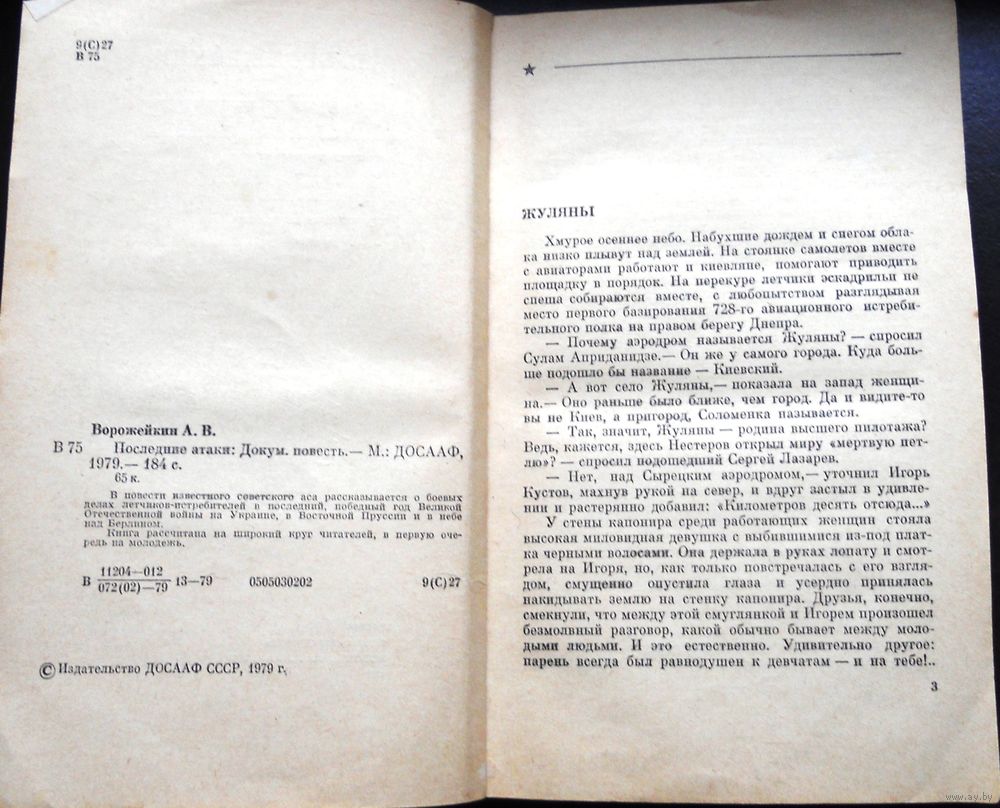 9(С)27
В 75
Ворожейкин А. В.
В 75 Последние атаки: Докум. повесть.— М.: ДОСААФ,
1979.— 184 с.
65 к.
В повести известного советского аса рассказывается о боевых
делах летчиков-истребителей в последний, победный год Великой
Отечественной войны на Украине, в Восточной Пруссии и в небе
над Берлином.
Книга рассчитана на широкий круг читателей, в первую оче-
редь на молодежь.
В 11204—012
072(02)—79 13—79 0505030202 9(С)27
© Издательство ДОСААФ СССР, 1979 г.
★
ЖУЛЯНЫ
Хмурое осеннее небо. Набухшие дождем и снегом обла-
ка низко плывут над землей. На стоянке самолетов вместе
с авиаторами работают и киевляне, помогают приводить
площадку в порядок. На перекуре летчики эскадрильи не
спеша собираются вместе, с любопытством разглядывая
место первого базирования 728-го авиационного истреби-
тельного полка на правом берегу Днепра.
— Почему аэродром называется Жуляны? — спросил
Сулам Априданидзе.— Он же у самого города. Куда боль-
ше подошло бы название — Киевский.
— А вот село Жуляны,— показала на запад женщи-
на.— Оно раньше было ближе, чем город. Да и видите-то
вы не Киев, а пригород, Соломенка называется.
— Так, значит, Жуляны — родина высшего пилотажа?
Ведь, кажется, здесь Нестеров открыл миру «мертвую пет-
лю»? — спросил подошедший Сергей Лазарев.
— Нет, над Сырецким аэродромом,— уточнил Игорь
Кустов, махнув рукой на север, и вдруг застыл в удивле-
нии и растерянно добавил: «Километров десять отсюда...»
У стены капонира среди работающих женщин стояла
высокая миловидная девушка с выбившимися из-под плат-
ка черными волосами. Она держала в руках лопату и смот-
рела на Игоря, но, как только повстречалась с его взгля-
дом, смущенно опустила глаза и усердно принялась
накидывать землю на стенку капонира. Друзья, конечно,
смекнули, что между этой смуглянкой и Игорем произошел
безмолвный разговор, какой обычно бывает между моло-
дыми людьми. И это естественно. Удивительно другое:
парень всегда был равнодушен к девчатам — и на тебе!..
3
www.ay.by